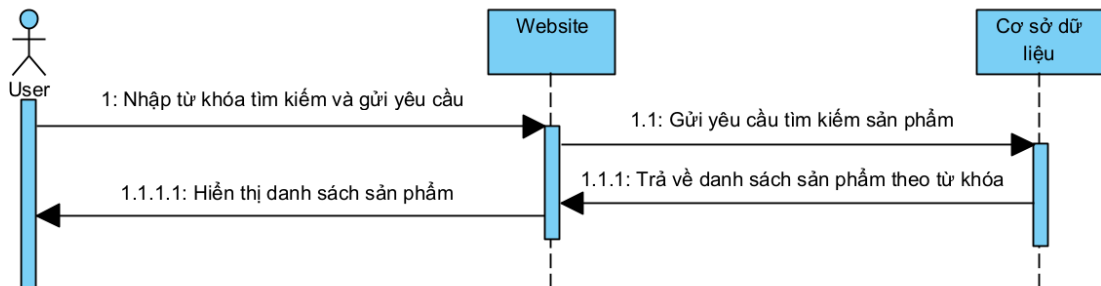 Website
Cơ sở dữ
liệu
User
1: Nhập từ khóa tìm kiếm và gửi yêu cầu
1.1: Gửi yêu cầu tìm kiếm sản phẩm
1.1.1: Trả về danh sách sản phẩm theo từ khóa
1.1.1.1: Hiển thị danh sách sản phẩm